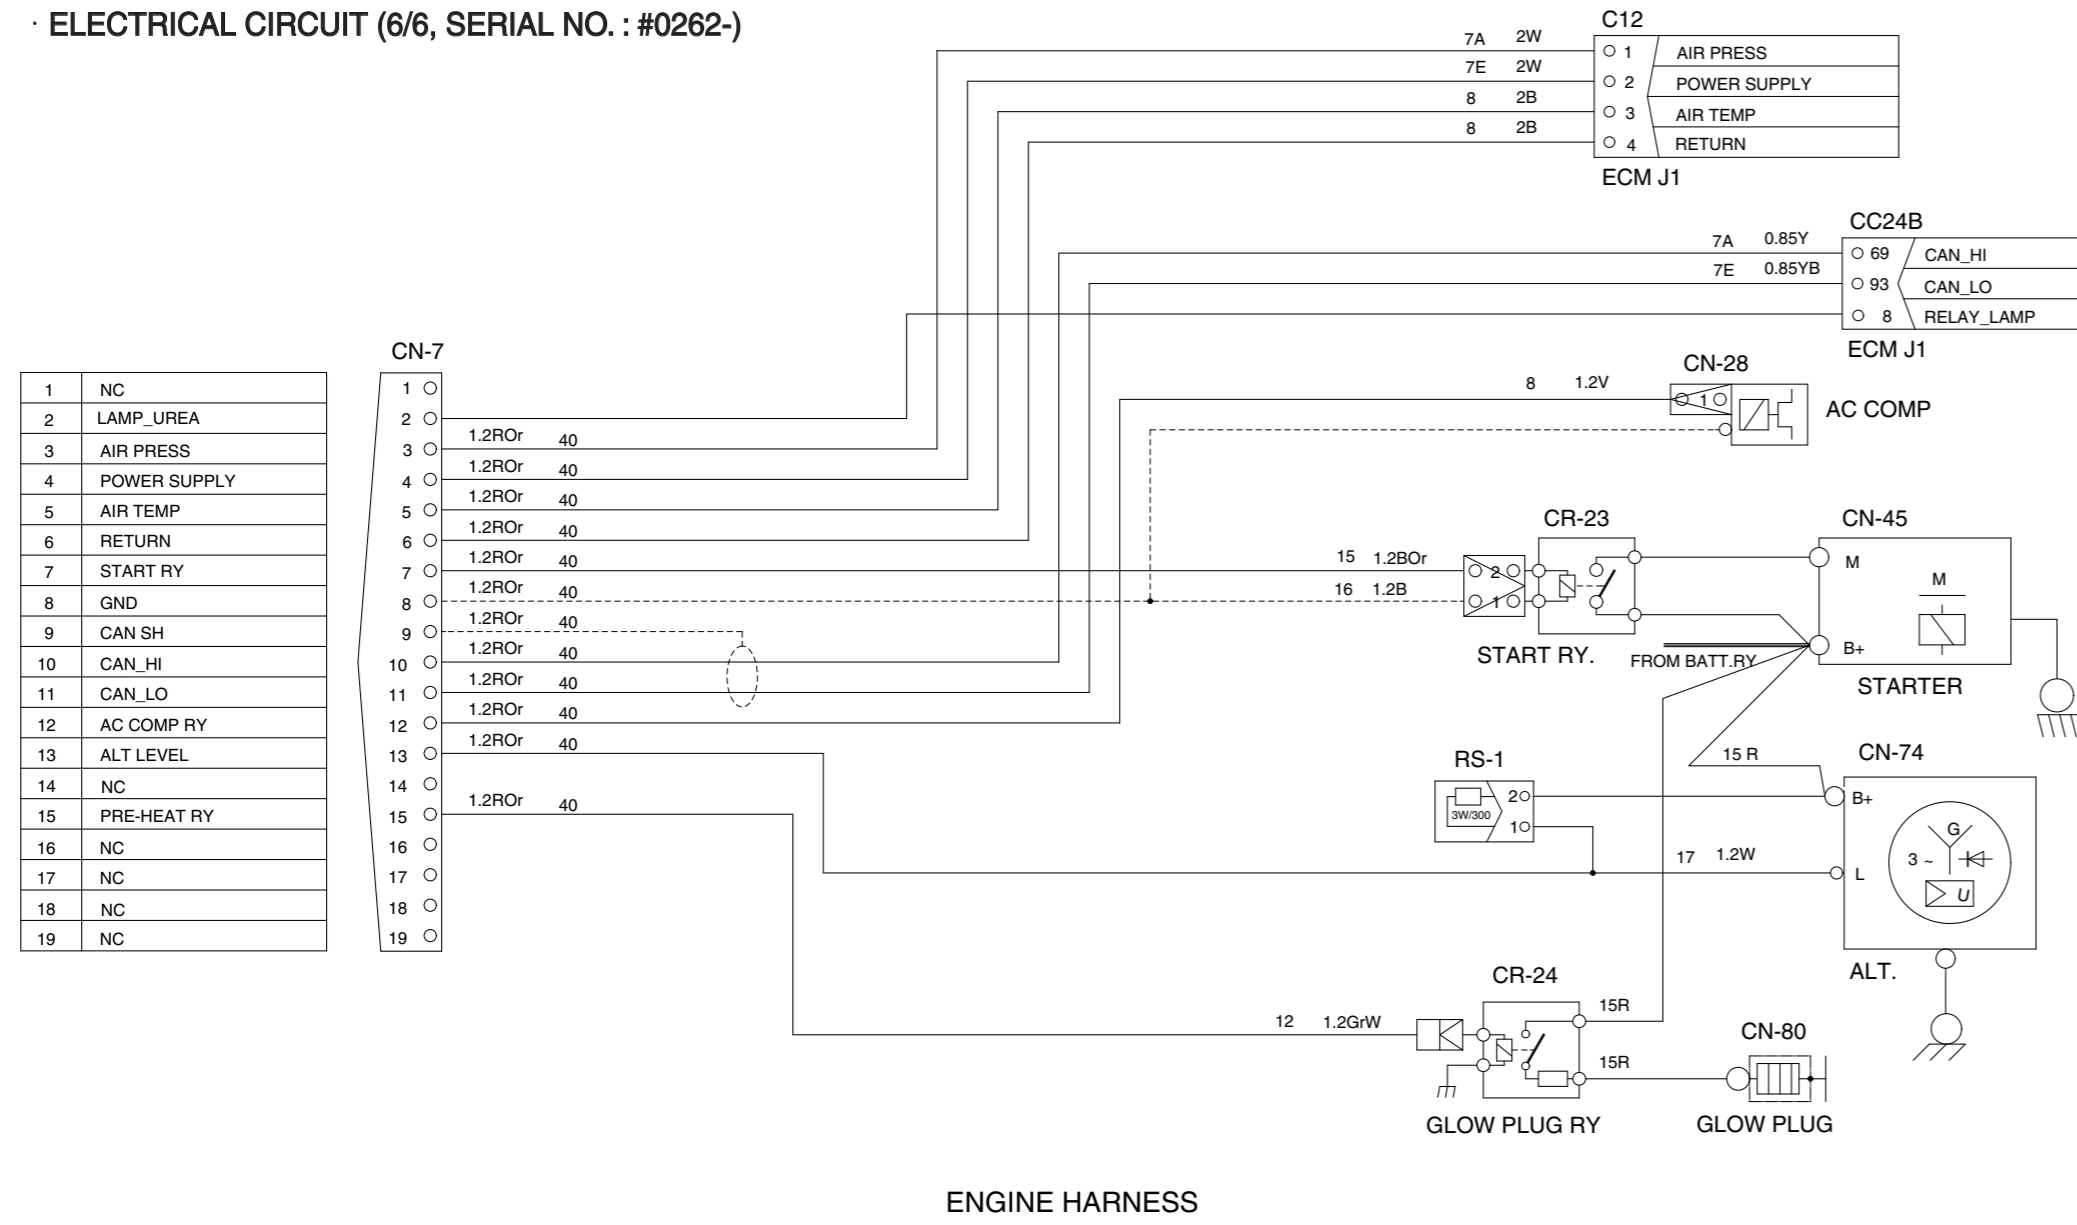 · ELECTRICAL CIRCUIT (6/6, SERIAL NO. : #0262-)
C12
7A 2W 1 AIR PRESS
7E 2W 2 POWER SUPPLY
8 2B 3 AIR TEMP
8 2B 4 RETURN
ECM J1
CC24B
7A 0.85Y 69 CAN_HI
7E 0.85YB 93 CAN_LO
8 RELAY_LAMP
ECM J1
CN-28
8 1.2V 1
AC COMP
CN-7
1 NC
2 LAMP_UREA
3 AIR PRESS
4 POWER SUPPLY
5 AIR TEMP
6 RETURN
7 START RY
8 GND
9 CAN SH
10 CAN_HI
11 CAN_LO
12 AC COMP RY
13 ALT LEVEL
14 NC
15 PRE-HEAT RY
16 NC
17 NC
18 NC
19 NC
1
2
3 1.2ROr 40
4 1.2ROr 40
5 1.2ROr 40
6 1.2ROr 40
7 1.2ROr 40
8 1.2ROr 40
9 1.2ROr 40
10 1.2ROr 40
11 1.2ROr 40
12 1.2ROr 40
13 1.2ROr 40
14
15 1.2ROr 40
16
17
18
19
CR-23
15 1.2BOr 2
16 1.2B 1
START RY.
CN-45
M
M
B+
FROM BATT.RY
STARTER
RS-1
2
3W/300
1
15 R
CN-74
B+
G
3 ~
U
17 1.2W L
ALT.
CR-24
12 1.2GrW
15R
15R
GLOW PLUG RY
CN-80
GLOW PLUG
ENGINE HARNESS